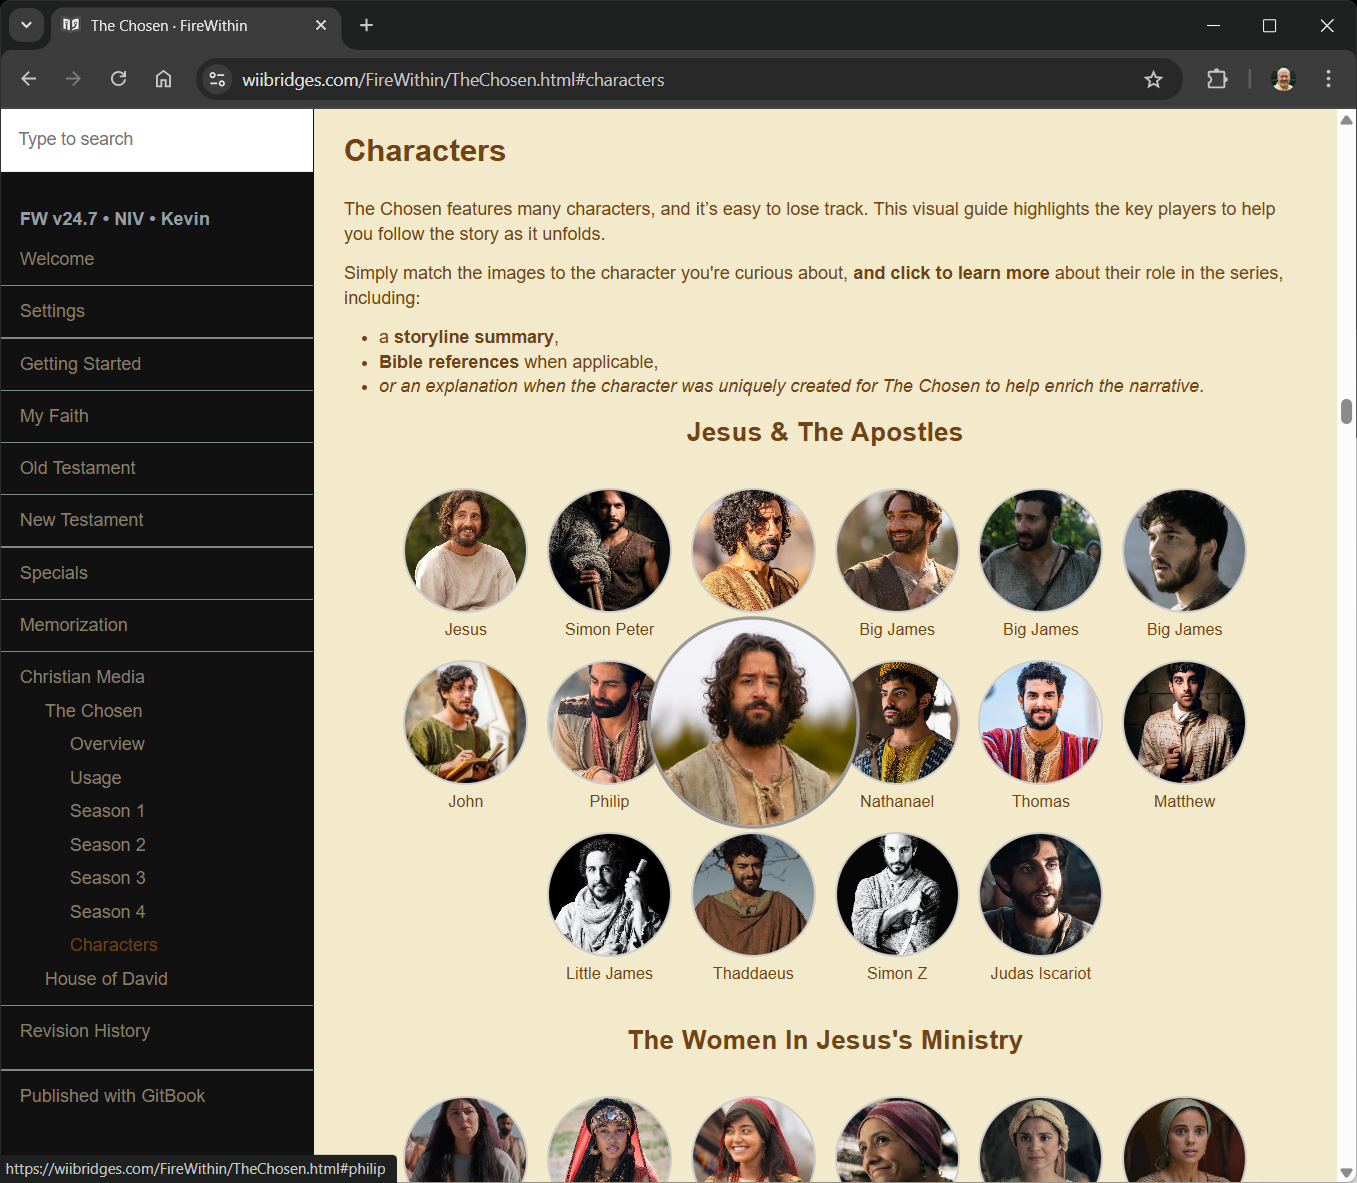 The Chosen · FireWithin
wiibridges.com/FireWithin/TheChosen.html#characters
Type to search
FW v24.7 • NIV • Kevin
Welcome
Settings
Getting Started
My Faith
Old Testament
New Testament
Specials
Memorization
Christian Media
The Chosen
Overview
Usage
Season 1
Season 2
Season 3
Season 4
Characters
House of David
Revision History
Published with GitBook
https://wiibridges.com/FireWithin/TheChosen.html#philip
Characters
The Chosen features many characters, and it’s easy to lose track. This visual guide highlights the key players to help
you follow the story as it unfolds.
Simply match the images to the character you're curious about, and click to learn more about their role in the series,
including:
• a storyline summary,
• Bible references when applicable,
• or an explanation when the character was uniquely created for The Chosen to help enrich the narrative.
Jesus & The Apostles
Jesus Simon Peter Big James Big James Big James
John Philip Nathanael Thomas Matthew
Little James Thaddaeus Simon Z Judas Iscariot
The Women In Jesus's Ministry